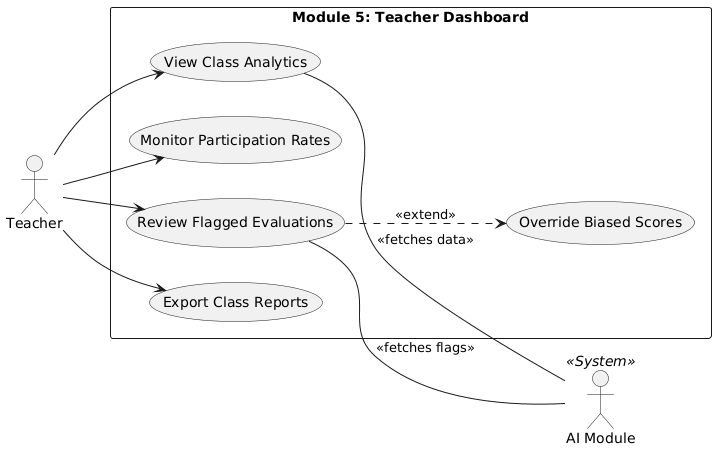 Module 5: Teacher Dashboard
View Class Analytics
Monitor Participation Rates
Teacher
Review Flagged Evaluations
«extend»
«fetches data»
Override Biased Scores
Export Class Reports
«fetches flags»
«System»
AI Module